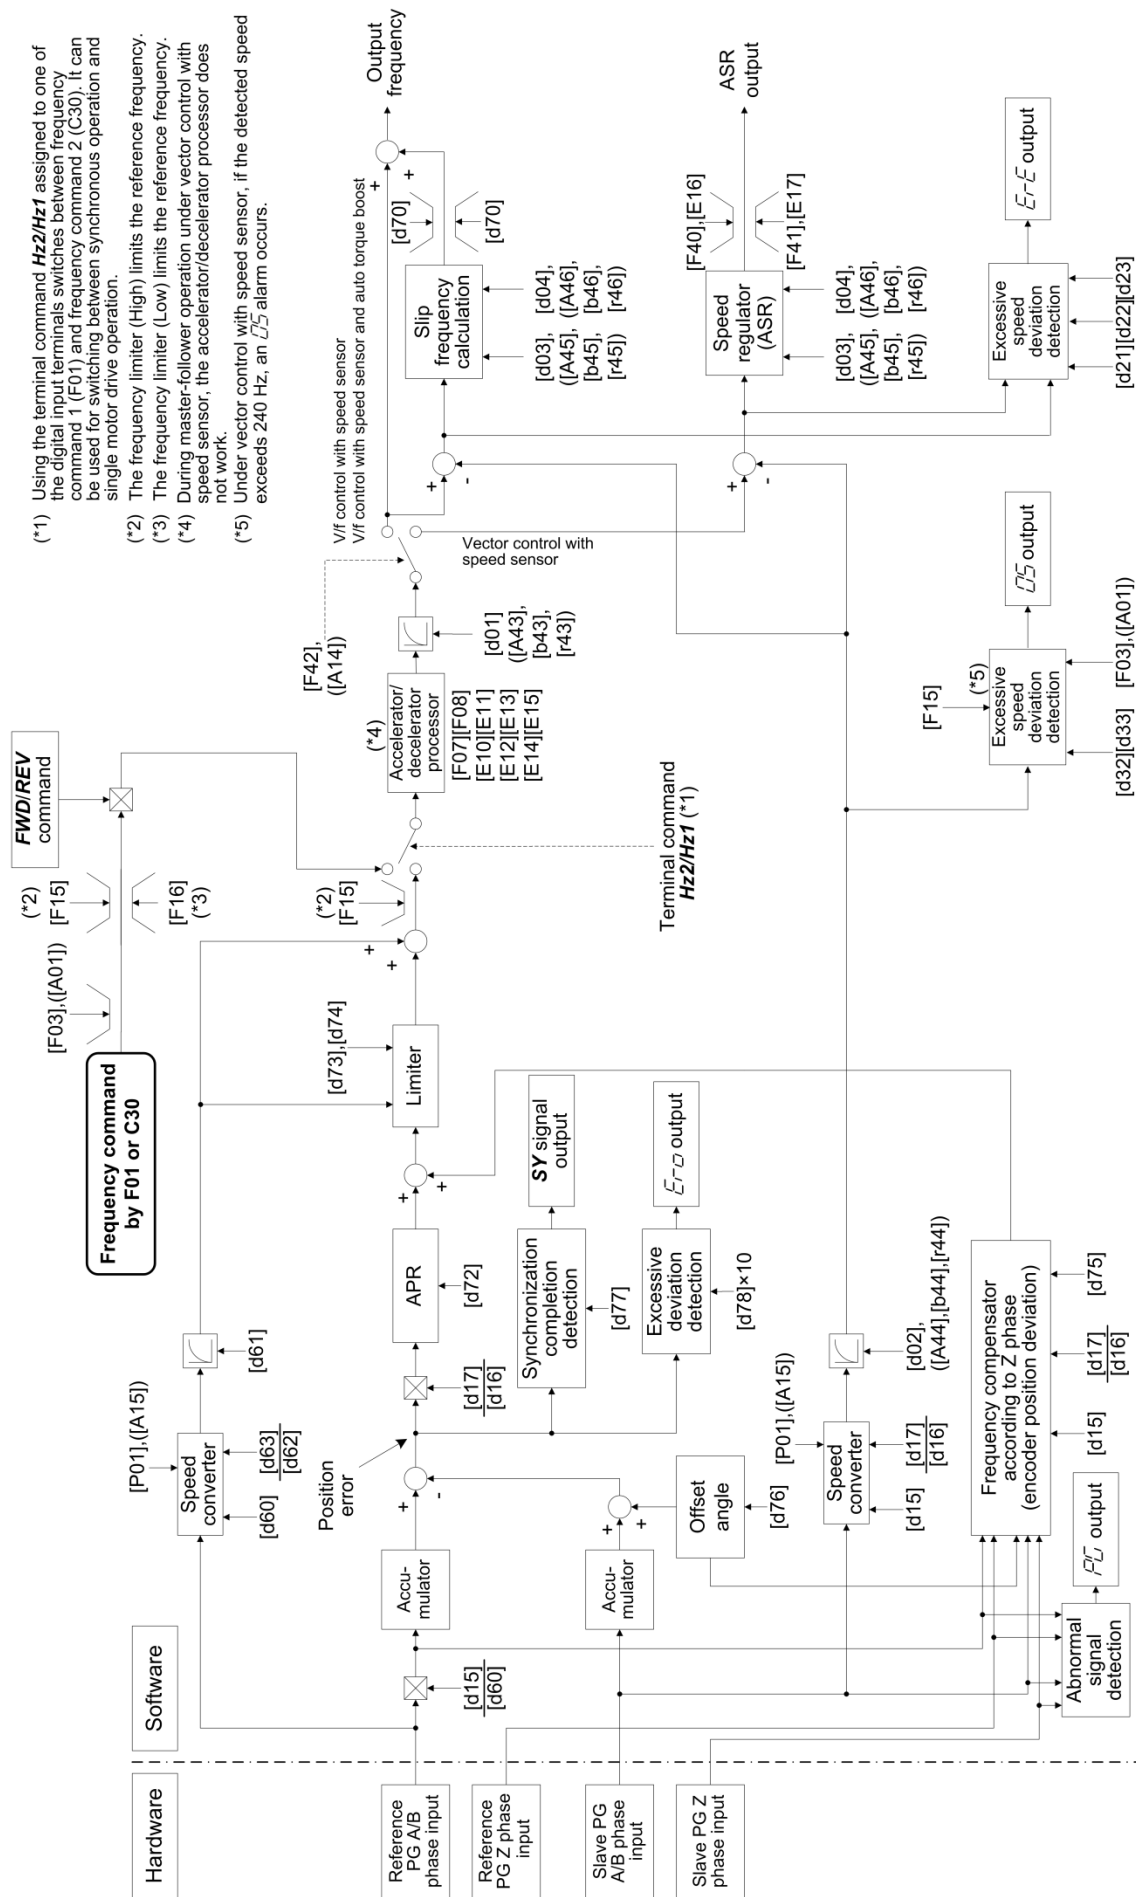 (*1) Using the terminal command Hz2/Hz1 assigned to one of
the digital input terminals switches between frequency
command 1 (F01) and frequency command 2 (C30). It can
be used for switching between synchronous operation and
single motor drive operation.
(*2) The frequency limiter (High) limits the reference frequency.
(*3) The frequency limiter (Low) limits the reference frequency.
(*4) During master-follower operation under vector control with
speed sensor, the accelerator/decelerator processor does
not work.
(*5) Under vector control with speed sensor, if the detected speed
exceeds 240 Hz, an OS alarm occurs.
Hardware
Software
Reference
PG A/B
phase input
Reference
PG Z phase
input
Slave PG
A/B phase
input
Slave PG Z
phase input
[d15]
[d60]
[P01],([A15])
Speed
converter
[d60]
[d63]
[d62]
[d61]
Frequency command
by F01 or C30
[F03],([A01])
(*2)
[F15]
[F16]
(*3)
FWD/REV
command
Accu-
mulator
+
-
Position
error
[d17]
[d16]
APR
[d72]
+
+
Limiter
[d73],[d74]
+
+
(*2)
[F15]
Terminal command
Hz2/Hz1 (*1)
(*4)
Accelerator/
decelerator
processor
[F07][F08]
[E10][E11]
[E12][E13]
[E14][E15]
[d01]
([A43],
[b43],
[r43])
[F42],
([A14])
V/f control with speed sensor
V/f control with speed sensor and auto torque boost
Vector control with
speed sensor
+
-
Slip
frequency
calculation
[d03],
([A45],
[b45],
[r45])
[d04],
([A46],
[b46],
[r46])
[d70]
[d70]
+
+
Output
frequency
+
-
Speed
regulator
(ASR)
[d03],
([A45],
[b45],
[r45])
[d04],
([A46],
[b46],
[r46])
[F40],[E16]
[F41],[E17]
ASR
output
Excessive
speed
deviation
detection
[d21][d22][d23]
ErE output
Accu-
mulator
+
+
Offset
angle
[d76]
Synchronization
completion
detection
[d77]
SY signal
output
Excessive
deviation
detection
[d78]×10
Ero output
[P01],([A15])
Speed
converter
[d15]
[d17]
[d16]
[d02],
([A44],[b44],[r44])
[F15]
(*5)
Excessive
speed
deviation
detection
[d32][d33]
[F03],([A01])
OS output
Frequency compensator
according to Z phase
(encoder position deviation)
[d15]
[d17]
[d16]
[d75]
Abnormal
signal
detection
PG output